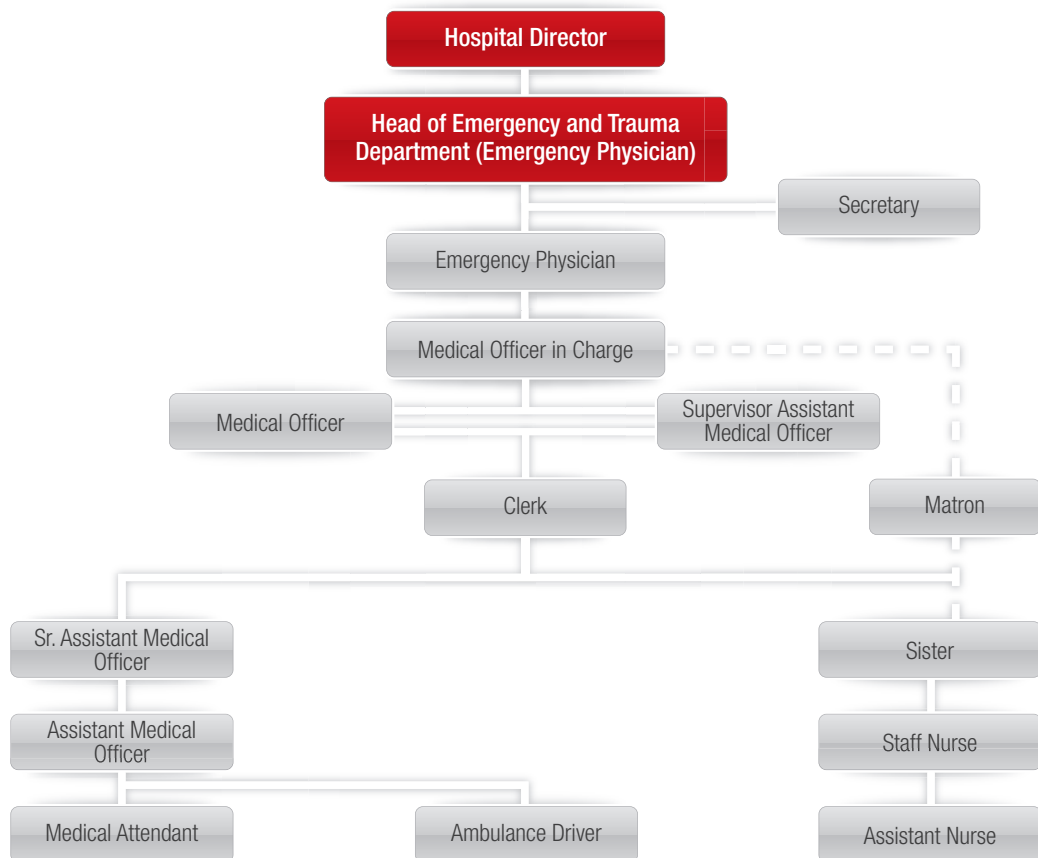 Hospital Director
Head of Emergency and Trauma
Department (Emergency Physician)
Secretary
Emergency Physician
Medical Officer in Charge
Medical Officer
Supervisor Assistant
Medical Officer
Clerk
Matron
Sr. Assistant Medical
Officer
Sister
Assistant Medical
Officer
Staff Nurse
Medical Attendant
Ambulance Driver
Assistant Nurse